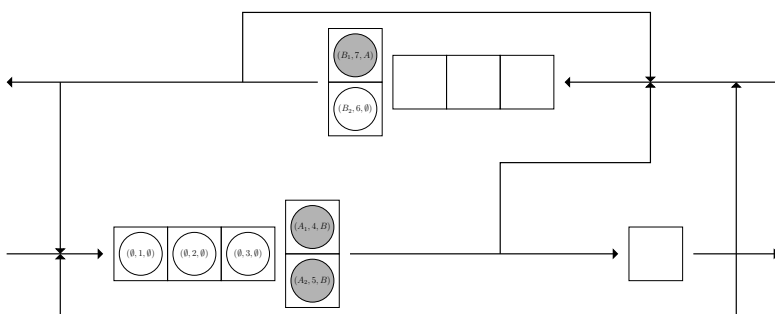 (B₁, 7, A)
(B₂, 6, ∅)
(A₁, 4, B)
(∅, 1, ∅) (∅, 2, ∅) (∅, 3, ∅)
(A₂, 5, B)